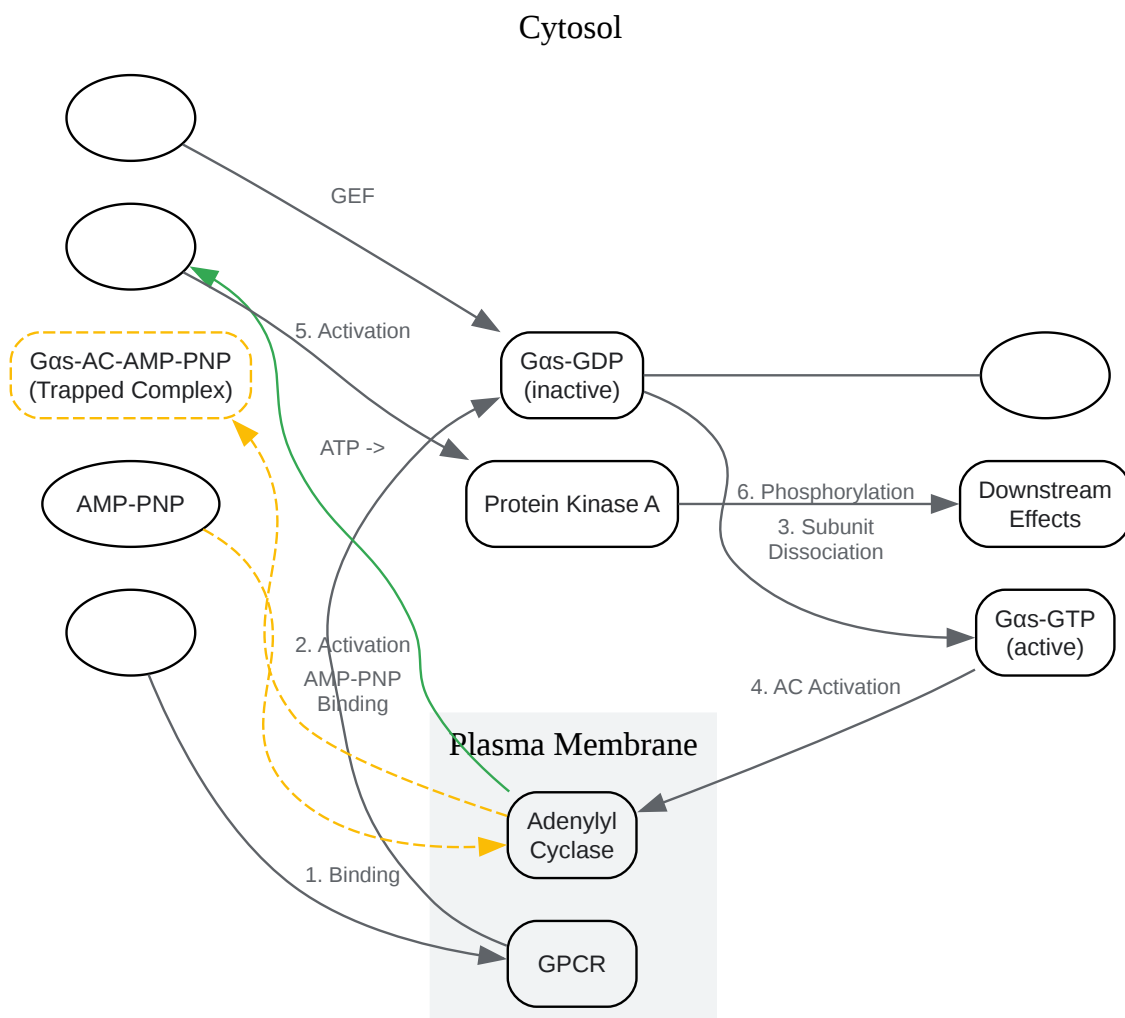 Cytosol
GEF
5. Activation
Gαs-AC-AMP-PNP
(Trapped Complex)
Gαs-GDP
(inactive)
ATP ->
AMP-PNP
Protein Kinase A
6. Phosphorylation
Downstream
Effects
3. Subunit
Dissociation
2. Activation
AMP-PNP
Binding
Gαs-GTP
(active)
4. AC Activation
Plasma Membrane
Adenylyl
Cyclase
1. Binding
GPCR